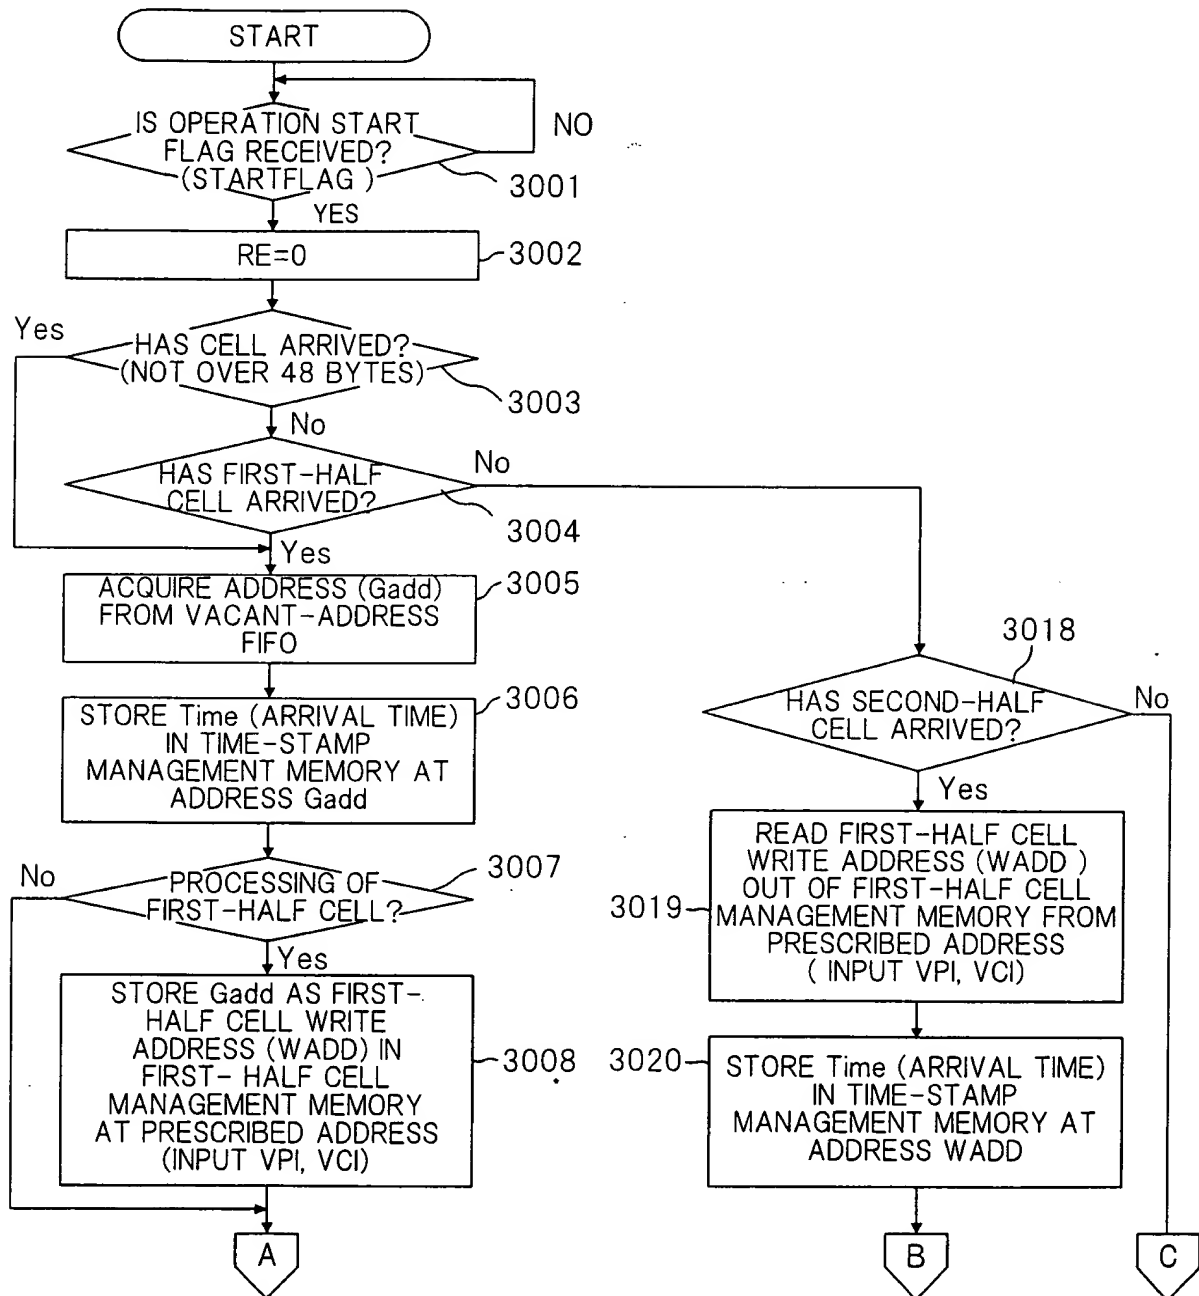 START
IS OPERATION START
FLAG RECEIVED?
(STARTFLAG )
NO
3001
YES
RE=0
3002
Yes
HAS CELL ARRIVED?
(NOT OVER 48 BYTES)
3003
No
HAS FIRST-HALF
CELL ARRIVED?
No
3004
Yes
ACQUIRE ADDRESS (Gadd)
FROM VACANT-ADDRESS
FIFO
3005
STORE Time (ARRIVAL TIME)
IN TIME-STAMP
MANAGEMENT MEMORY AT
ADDRESS Gadd
3006
No
PROCESSING OF
FIRST-HALF CELL?
3007
Yes
STORE Gadd AS FIRST-
HALF CELL WRITE
ADDRESS (WADD) IN
FIRST- HALF CELL
MANAGEMENT MEMORY
AT PRESCRIBED ADDRESS
(INPUT VPI, VCI)
3008
A
3018
HAS SECOND-HALF
CELL ARRIVED?
No
Yes
READ FIRST-HALF CELL
WRITE ADDRESS (WADD )
OUT OF FIRST-HALF CELL
MANAGEMENT MEMORY FROM
PRESCRIBED ADDRESS
( INPUT VPI, VCI)
3019
3020
STORE Time (ARRIVAL TIME)
IN TIME-STAMP
MANAGEMENT MEMORY AT
ADDRESS WADD
B
C